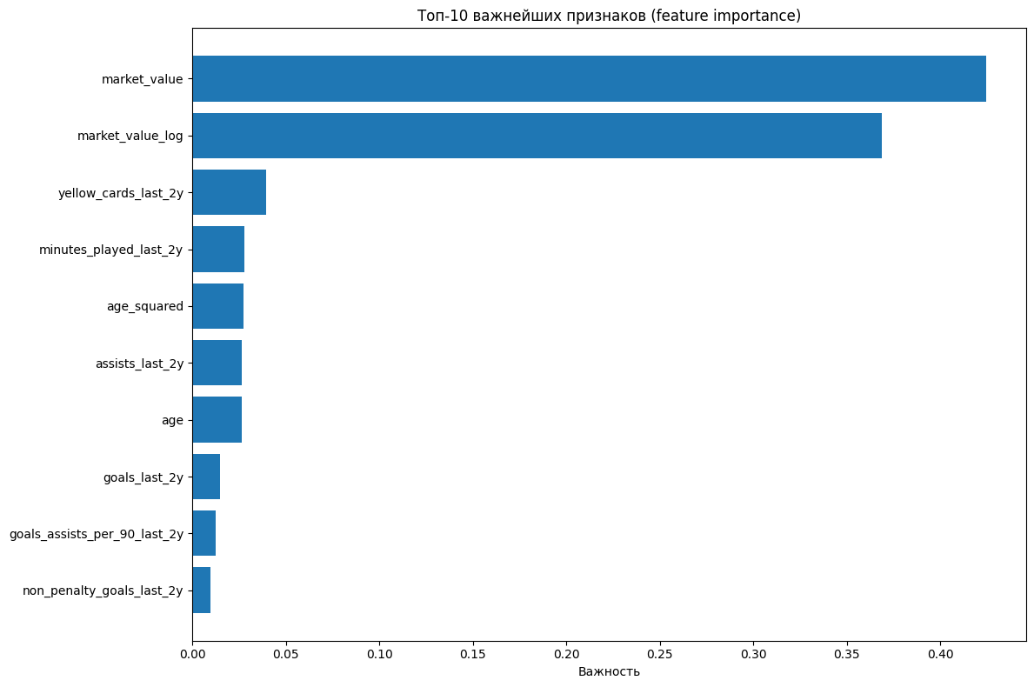 Топ-10 важнейших признаков (feature importance)
market_value
market_value_log
yellow_cards_last_2y
minutes_played_last_2y
age_squared
assists_last_2y
age
goals_last_2y
goals_assists_per_90_last_2y
non_penalty_goals_last_2y
0.00 0.05 0.10 0.15 0.20 0.25 0.30 0.35 0.40
Важность